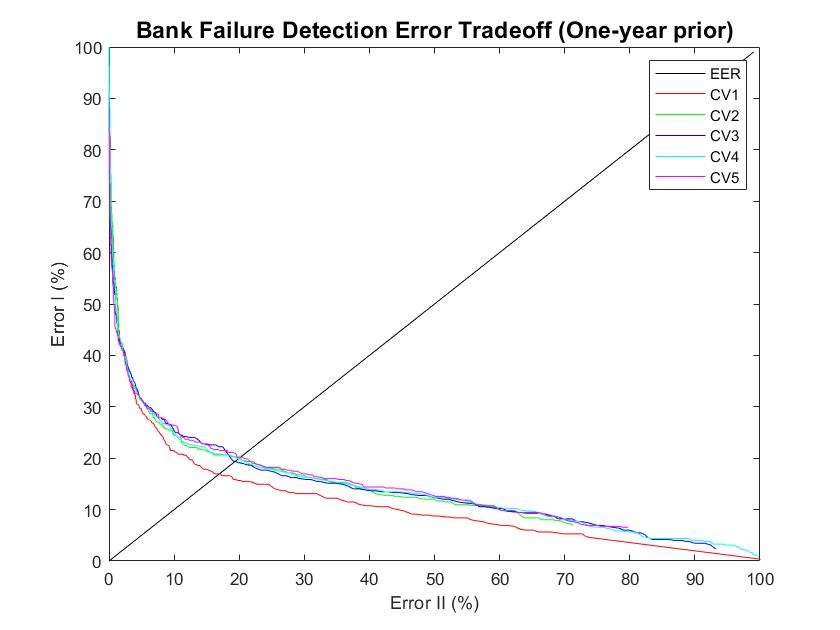 Bank Failure Detection Error Tradeoff (One-year prior)
100
90
80
70
60
50
40
30
20
10
0
Error I (%)
EER
CV1
CV2
CV3
CV4
CV5
0 10 20 30 40 50 60 70 80 90 100
Error II (%)